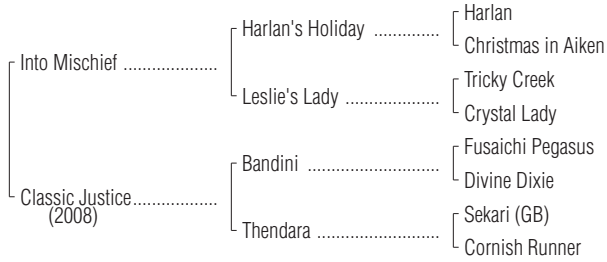 Harlan
Harlan's Holiday ..............
Christmas in Aiken
Into Mischief ....................
Tricky Creek
Leslie's Lady ....................
Crystal Lady
Fusaichi Pegasus
Bandini ............................
Divine Dixie
Classic Justice..................
(2008)
Sekari (GB)
Thendara ..........................
Cornish Runner